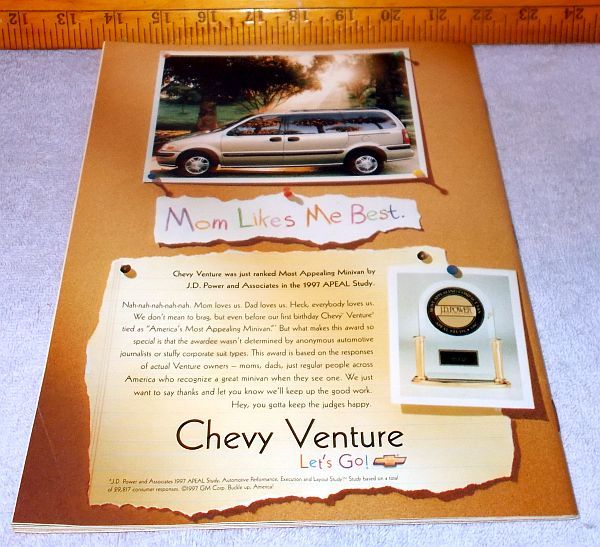 9 10 11 12 13 14 15 16 17 18 19 20 21 22 23 24
Mom Likes Me Best.
Chevy Venture was just ranked Most Appealing Minivan by
J.D. Power and Associates in the 1997 APEAL Study.
Nah-nah-nah-nah-nah. Mom loves us. Dad loves us. Heck, everybody loves us.
We don't mean to brag, but even before our first birthday Chevy Venture
tied as "America's Most Appealing Minivan."* But what makes this award so
special is that the awardee wasn't determined by anonymous automotive
journalists or stuffy corporate suit types. This award is based on the responses
of actual Venture owners – moms, dads, just regular people across
America who recognize a great minivan when they see one. We just
want to say thanks and let you know we'll keep up the good work.
Hey, you gotta keep the judges happy.
J.D. POWER
Chevy Venture
Let's Go!
*J.D. Power and Associates 1997 APEAL Study, Automotive Performance, Execution and Layout Study.℠ Study based on a total
of 29,817 consumer responses. ©1997 GM Corp. Buckle up, America!